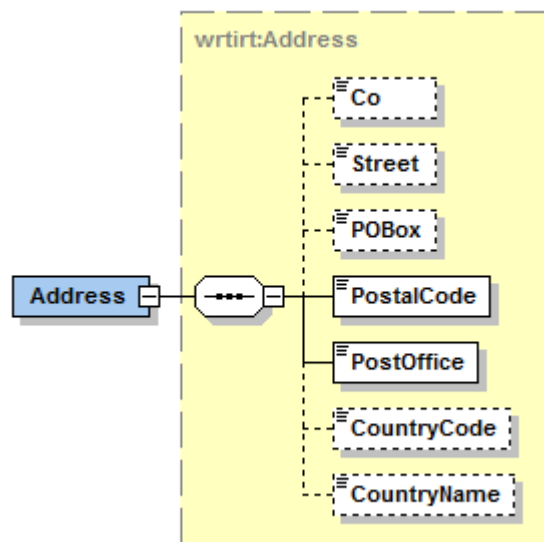 wrtirt:Address
Co
Street
POBox
Address
PostalCode
PostOffice
CountryCode
CountryName